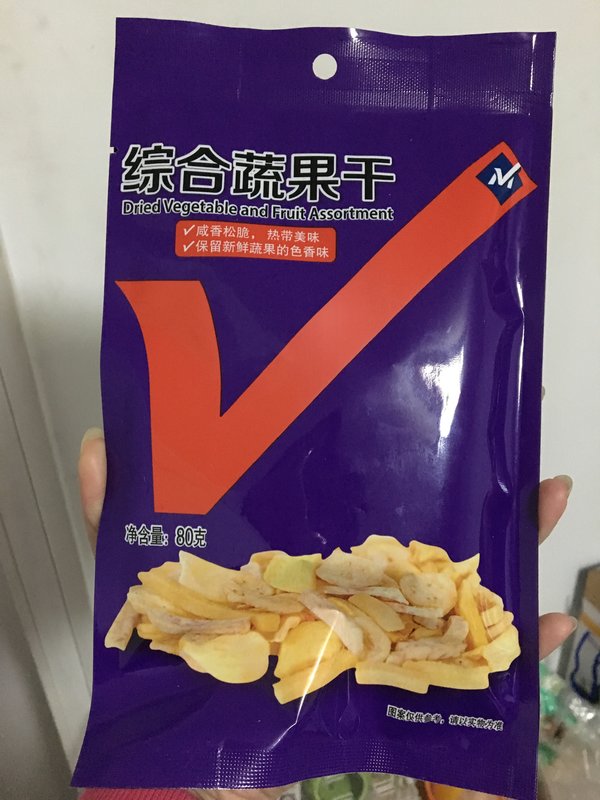 综合蔬果干
Dried Vegetable and Fruit Assortment
✓咸香松脆，热带美味
✓保留新鲜蔬果的色香味
净含量：80克
图案仅供参考，请以实物为准